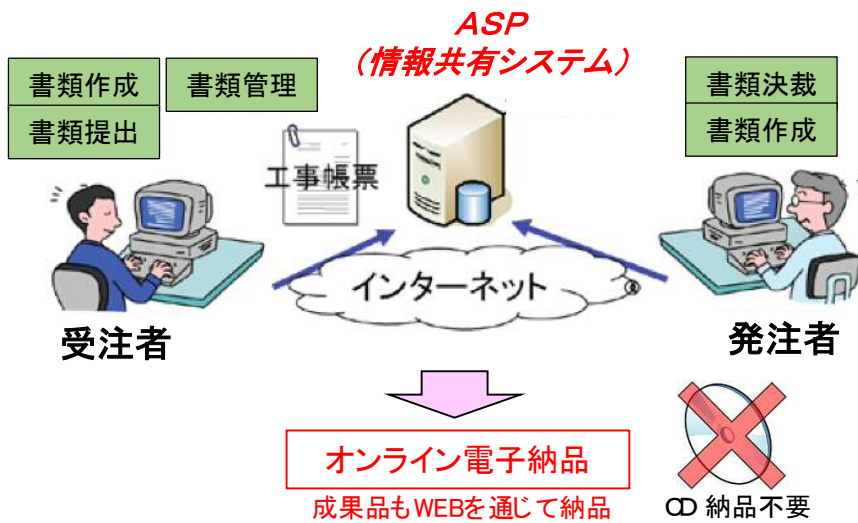 ASP
（情報共有システム）
書類作成
書類管理
書類提出
書類決裁
書類作成
工事帳票
インターネット
受注者
発注者
オンライン電子納品
成果品もWEBを通じて納品
CD 納品不要